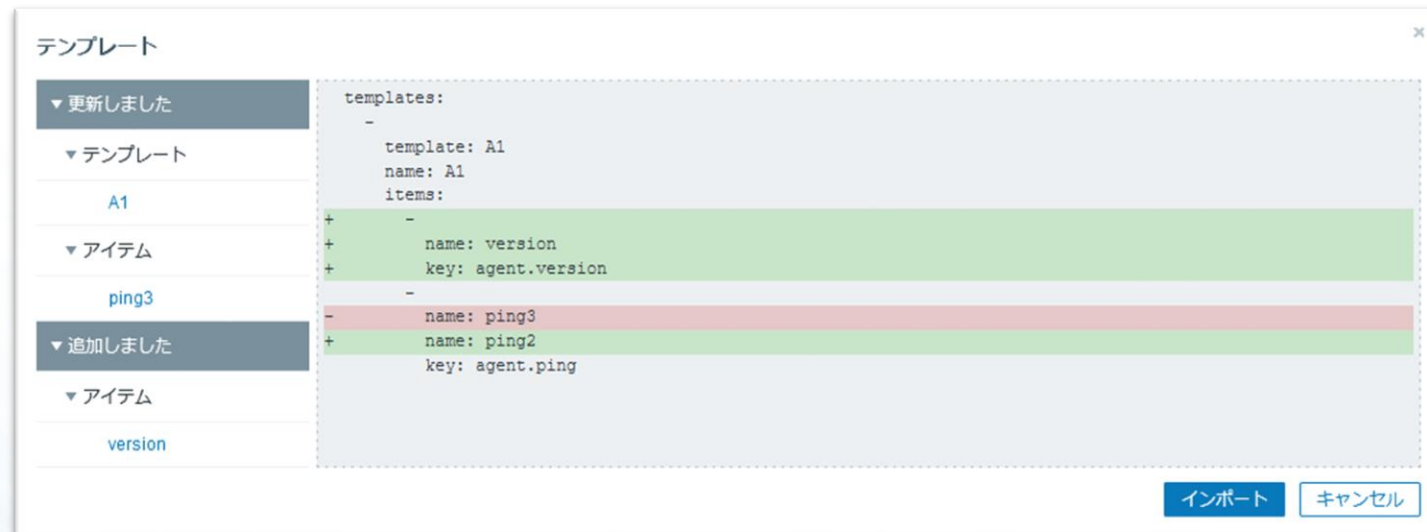 テンプレート
×
▼更新しました
▼テンプレート
A1
▼アイテム
ping3
▼追加しました
▼アイテム
version
templates:
-
template: A1
name: A1
items:
+ -
+ name: version
+ key: agent.version
-
- name: ping3
+ name: ping2
key: agent.ping
インポート
キャンセル